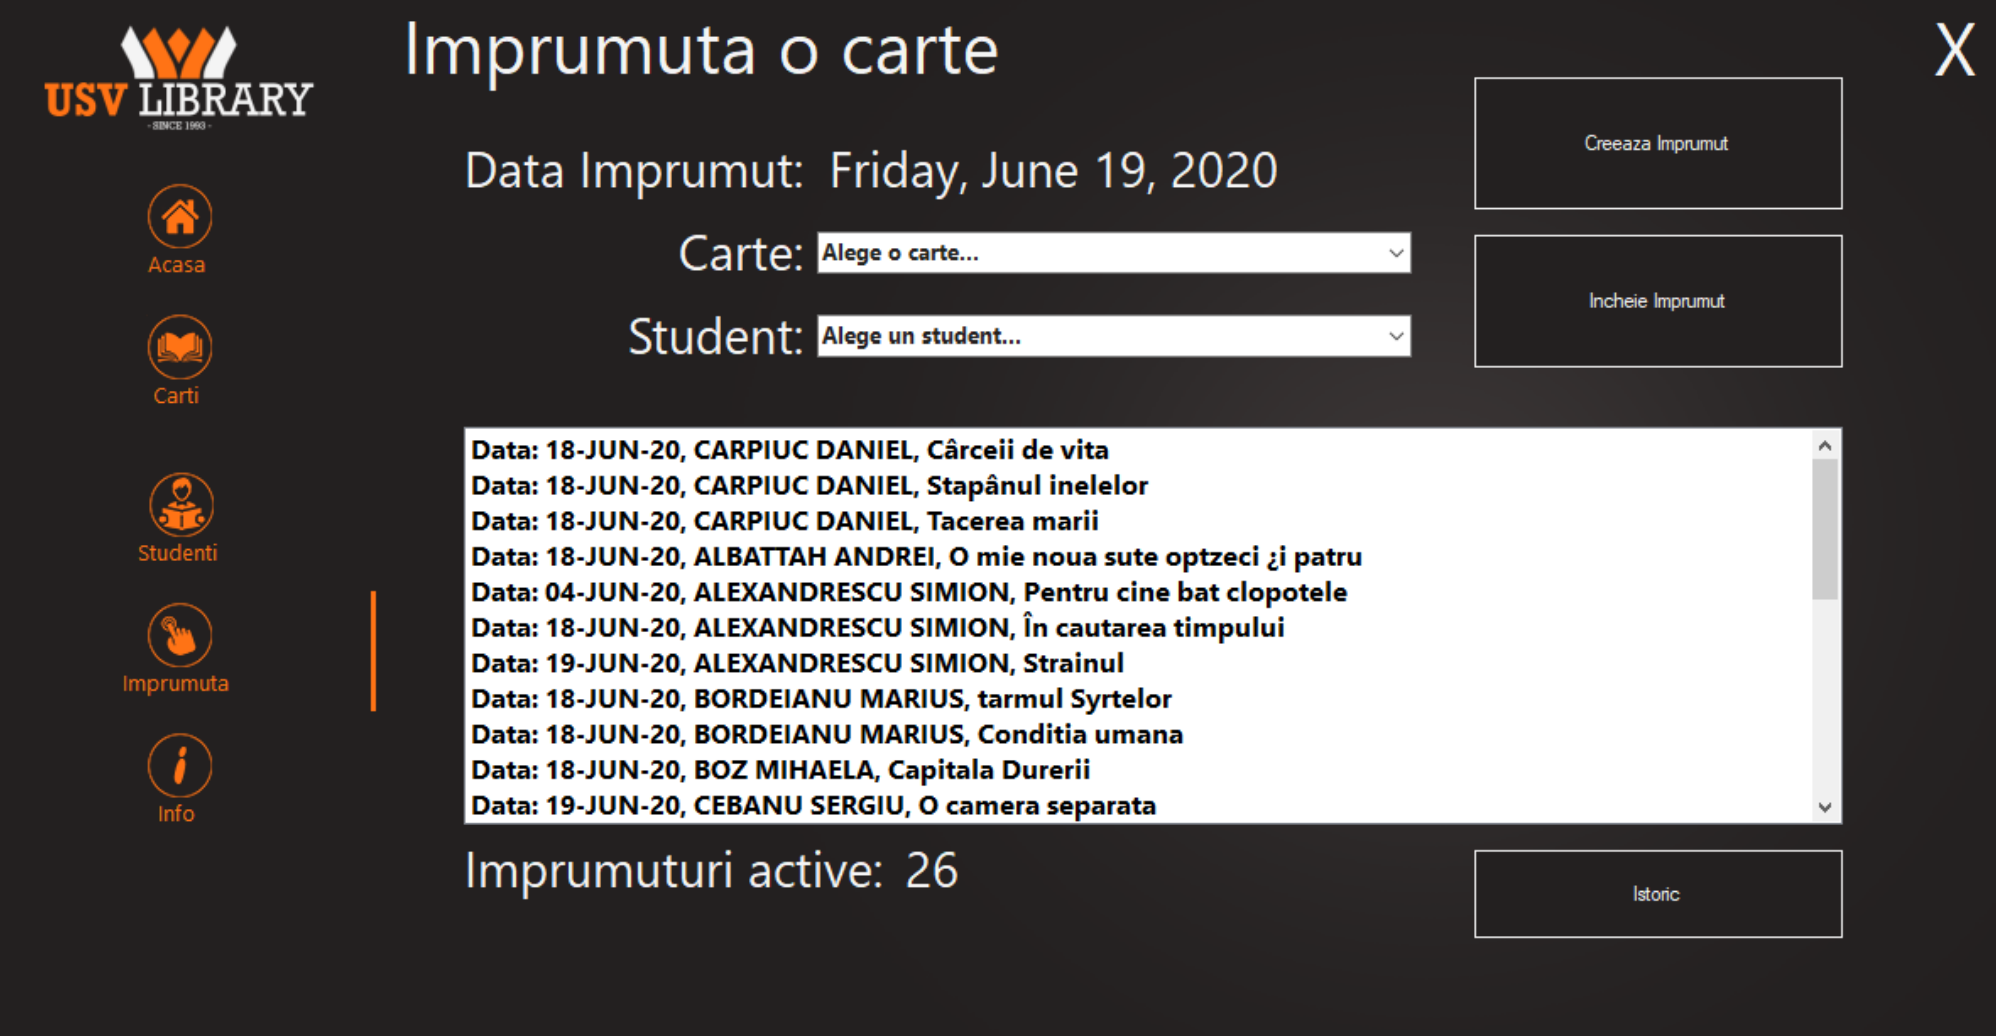 USV LIBRARY
- SINCE 1993 -
Imprumuta o carte
X
Data Imprumut: Friday, June 19, 2020
Carte: Alege o carte...
Student: Alege un student...
Creeaza Imprumut
Incheie Imprumut
Acasa
Carti
Studenti
Imprumuta
Info
Data: 18-JUN-20, CARPIUC DANIEL, Cârceii de vita
Data: 18-JUN-20, CARPIUC DANIEL, Stapânul inelelor
Data: 18-JUN-20, CARPIUC DANIEL, Tacerea marii
Data: 18-JUN-20, ALBATTAH ANDREI, O mie noua sute optzeci ¿i patru
Data: 04-JUN-20, ALEXANDRESCU SIMION, Pentru cine bat clopotele
Data: 18-JUN-20, ALEXANDRESCU SIMION, În cautarea timpului
Data: 19-JUN-20, ALEXANDRESCU SIMION, Strainul
Data: 18-JUN-20, BORDEIANU MARIUS, tarmul Syrtelor
Data: 18-JUN-20, BORDEIANU MARIUS, Conditia umana
Data: 18-JUN-20, BOZ MIHAELA, Capitala Durerii
Data: 19-JUN-20, CEBANU SERGIU, O camera separata
Imprumuturi active: 26
Istoric